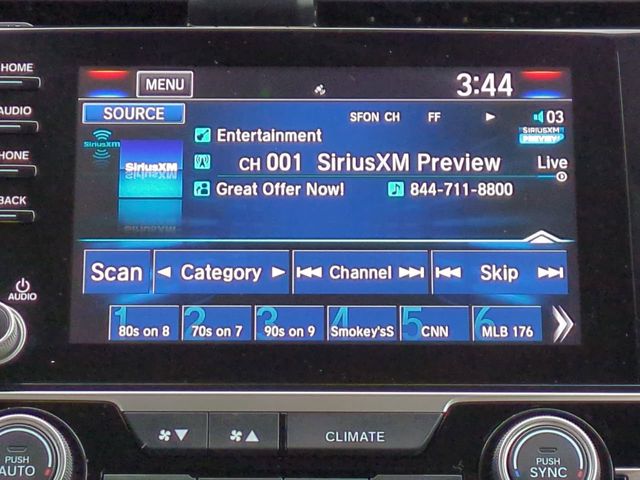 HOME
MENU
3:44
AUDIO
SOURCE
SFON CH FF
03
Entertainment
SIRIUSXM
PREVIEW
SiriusXM
SiriusXM
CH 001 SiriusXM Preview
Live
PHONE
Great Offer Now!
844-711-8800
BACK
Scan
Category
Channel
Skip
AUDIO
1 80s on 8
2 70s on 7
3 90s on 9
4 Smokey'sS
5 CNN
6 MLB 176
CLIMATE
PUSH
AUTO
PUSH
SYNC